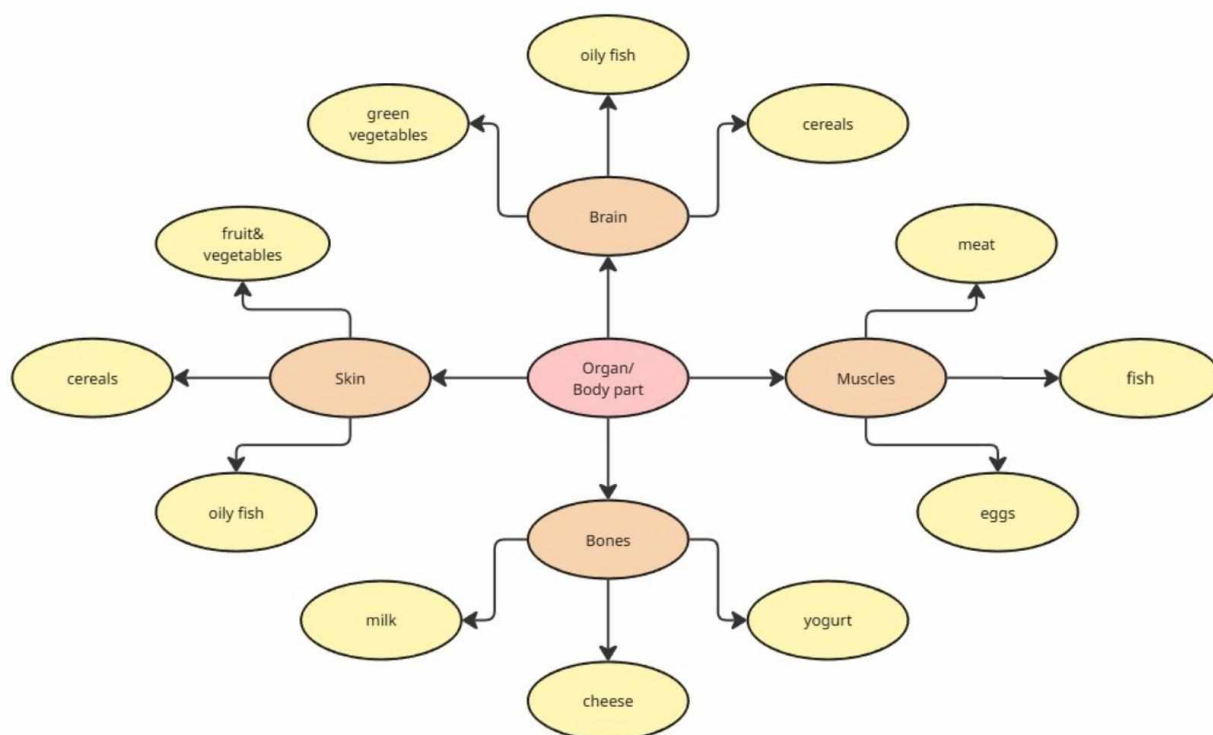 oily fish
green
vegetables
cereals
Brain
fruit&
vegetables
meat
cereals
Skin
Organ/
Body part
Muscles
fish
oily fish
eggs
Bones
milk
yogurt
cheese